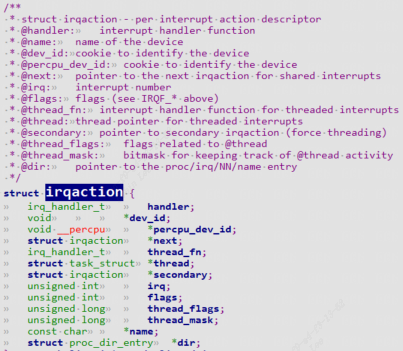 /**
 * struct irqaction - per interrupt action descriptor
 * @handler:» interrupt handler function
 * @name:» name of the device
 * @dev_id:» cookie to identify the device
 * @percpu_dev_id:» cookie to identify the device
 * @next:» pointer to the next irqaction for shared interrupts
 * @irq:» interrupt number
 * @flags:» flags (see IRQF_* above)
 * @thread_fn:» interrupt handler function for threaded interrupts
 * @thread:» thread pointer for threaded interrupts
 * @secondary:» pointer to secondary irqaction (force threading)
 * @thread_flags:» flags related to @thread
 * @thread_mask:» bitmask for keeping track of @thread activity
 * @dir:» pointer to the proc/irq/NN/name entry
 */
struct irqaction {
» irq_handler_t» » handler;
» void» » » *dev_id;
» void __percpu» » *percpu_dev_id;
» struct irqaction» *next;
» irq_handler_t» » thread_fn;
» struct task_struct» *thread;
» struct irqaction» *secondary;
» unsigned int» » irq;
» unsigned int» » flags;
» unsigned long» » thread_flags;
» unsigned long» » thread_mask;
» const char» » *name;
» struct proc_dir_entry» *dir;